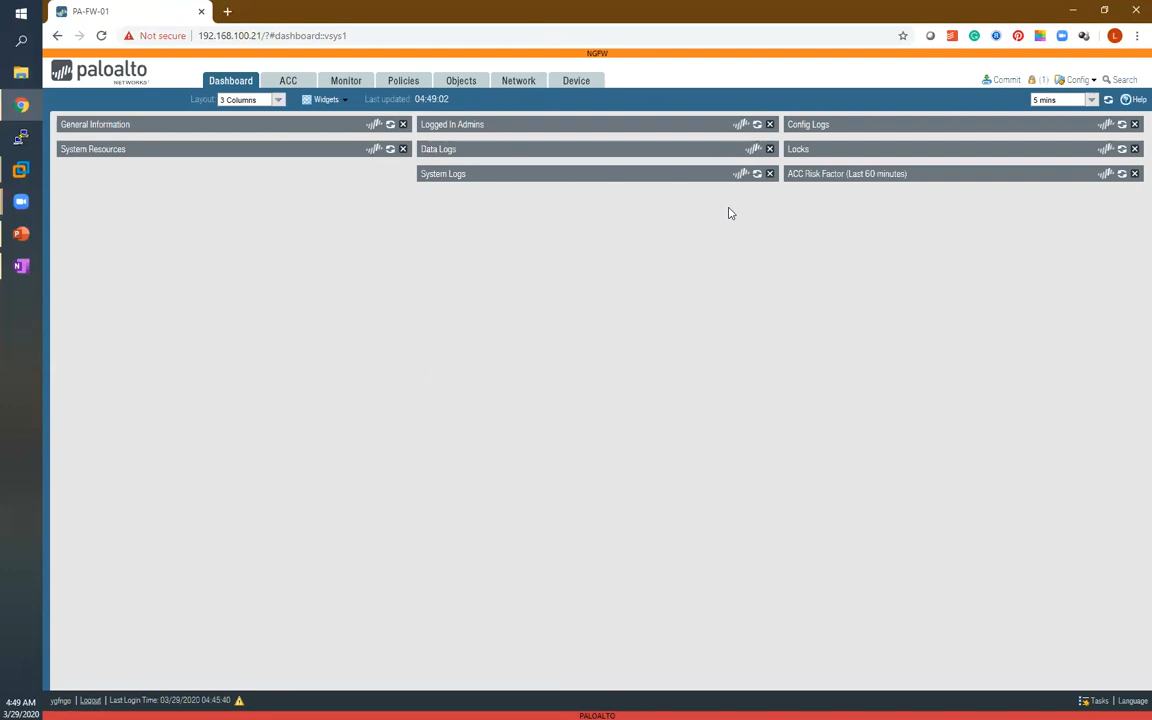 PA-FW-01
Not secure 192.168.100.21/?#dashboard::vsys1
NGFW
paloalto
NETWORKS
Dashboard ACC Monitor Policies Objects Network Device
Commit (1) Config Search
Layout 3 Columns Widgets Last updated: 04:49:02 5 mins Help
General Information Logged In Admins Config Logs
System Resources Data Logs Locks
System Logs ACC Risk Factor (Last 60 minutes)
Logout Last Login Time: 03/29/2020 04:45:40 Tasks Language
4:49 AM
3/29/2020
PALOALTO